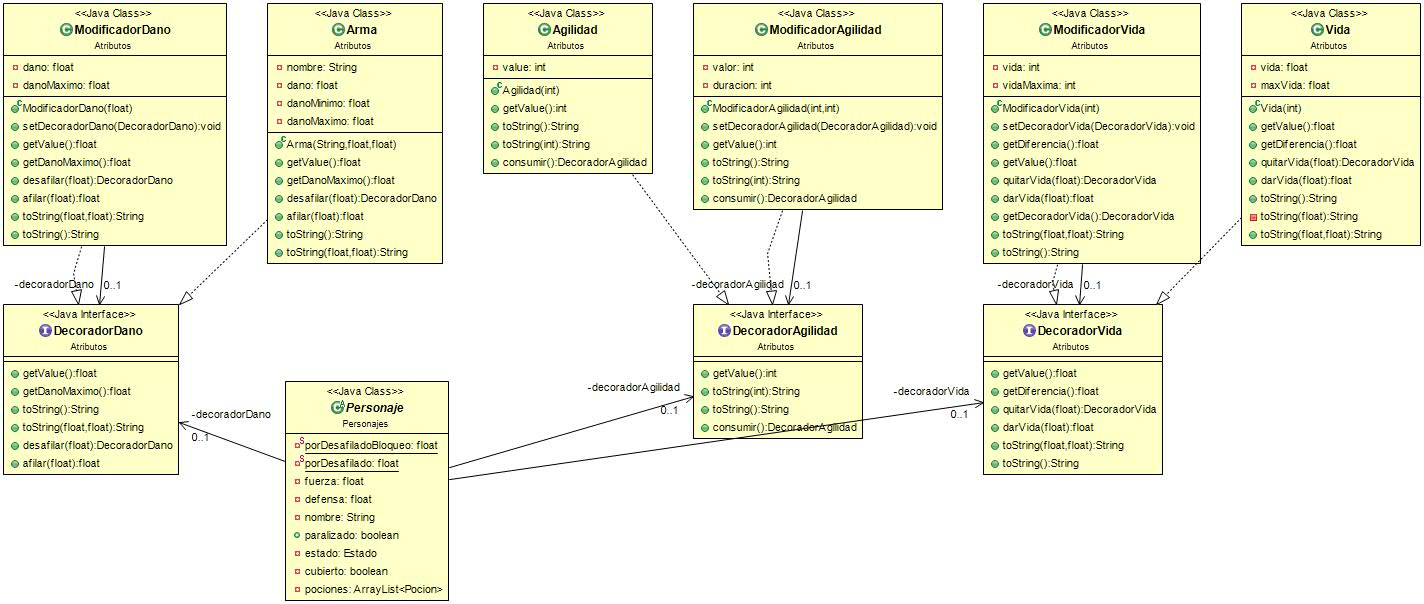 <<Java Class>>
ModificadorDano
Atributos
dano: float
danoMaximo: float
ModificadorDano(float)
setDecoradorDano(DecoradorDano):void
getValue():float
getDanoMaximo():float
desafilar(float):DecoradorDano
afilar(float):float
toString(float,float):String
toString():String
<<Java Class>>
Arma
Atributos
nombre: String
dano: float
danoMinimo: float
danoMaximo: float
Arma(String,float,float)
getValue():float
getDanoMaximo():float
desafilar(float):DecoradorDano
afilar(float):float
toString():String
toString(float,float):String
<<Java Class>>
Agilidad
Atributos
value: int
Agilidad(int)
getValue():int
toString():String
toString(int):String
consumir():DecoradorAgilidad
<<Java Class>>
ModificadorAgilidad
Atributos
valor: int
duracion: int
ModificadorAgilidad(int,int)
setDecoradorAgilidad(DecoradorAgilidad):void
getValue():int
toString():String
toString(int):String
consumir():DecoradorAgilidad
<<Java Class>>
ModificadorVida
Atributos
vida: int
vidaMaxima: int
ModificadorVida(int)
setDecoradorVida(DecoradorVida):void
getDiferencia():float
getValue():float
quitarVida(float):DecoradorVida
darVida(float):float
getDecoradorVida():DecoradorVida
toString(float,float):String
toString():String
<<Java Class>>
Vida
Atributos
vida: float
maxVida: float
Vida(int)
getValue():float
getDiferencia():float
quitarVida(float):DecoradorVida
darVida(float):float
toString():String
toString(float):String
toString(float,float):String
-decoradorDano
0..1
-decoradorAgilidad
0..1
-decoradorVida
0..1
<<Java Interface>>
DecoradorDano
Atributos
getValue():float
getDanoMaximo():float
toString():String
toString(float,float):String
desafilar(float):DecoradorDano
afilar(float):float
-decoradorDano
0..1
<<Java Class>>
Personaje
Personajes
porDesafiladoBloqueo: float
porDesafilado: float
fuerza: float
defensa: float
nombre: String
paralizado: boolean
estado: Estado
cubierto: boolean
pociones: ArrayList<Pocion>
-decoradorAgilidad
0..1
<<Java Interface>>
DecoradorAgilidad
Atributos
getValue():int
toString(int):String
toString():String
consumir():DecoradorAgilidad
-decoradorVida
0..1
<<Java Interface>>
DecoradorVida
Atributos
getValue():float
getDiferencia():float
quitarVida(float):DecoradorVida
darVida(float):float
toString(float,float):String
toString():String